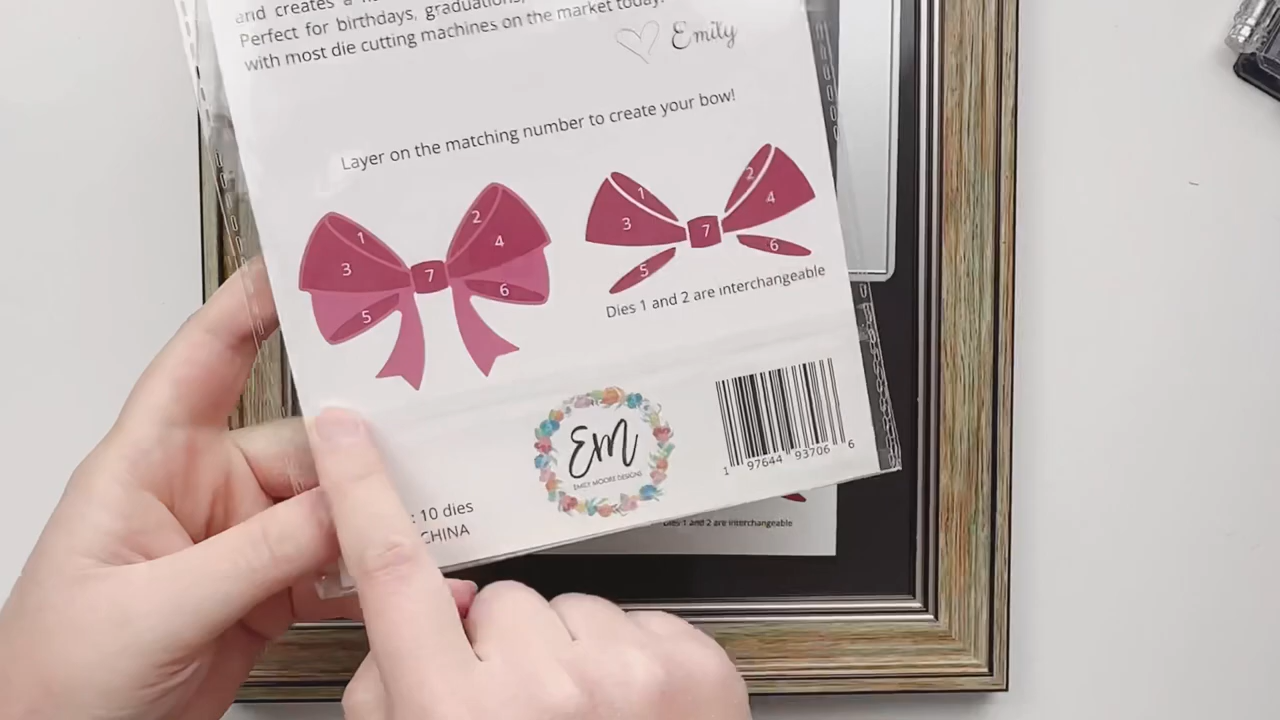 and creates a
Perfect for birthdays, graduations,
with most die cutting machines on the market today.
Emily
Layer on the matching number to create your bow!
1
2
3
4
7
5
6
1
2
3
4
7
5
6
Dies 1 and 2 are interchangeable
EM
EMILY MOORE DESIGNS
1 97644 93706 6
: 10 dies
CHINA
Dies 1 and 2 are interchangeable